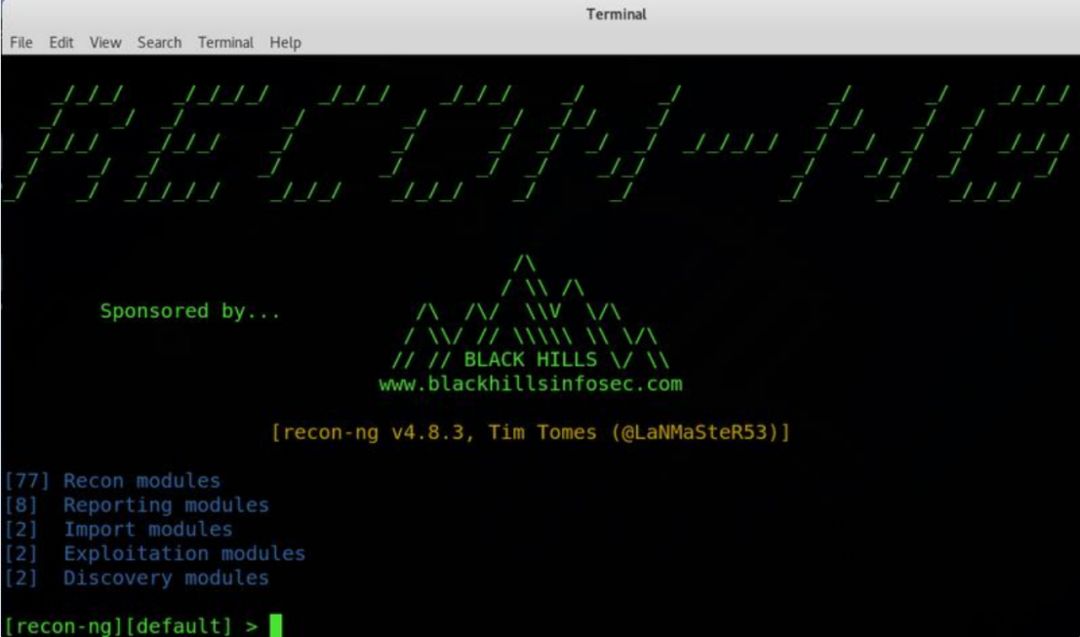 Terminal
File Edit View Search Terminal Help
RECON-NG
Sponsored by...
BLACK HILLS
www.blackhillsinfosec.com
[recon-ng v4.8.3, Tim Tomes (@LaNMaSteR53)]
[77] Recon modules
[8] Reporting modules
[2] Import modules
[2] Exploitation modules
[2] Discovery modules
[recon-ng][default] >